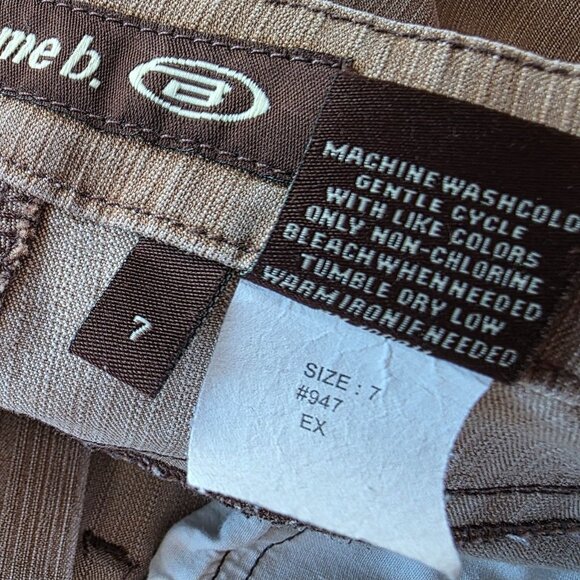 me b.
B
7
MACHINE WASH COLD
GENTLE CYCLE
WITH LIKE COLORS
ONLY NON-CHLORINE
BLEACH WHEN NEEDED
TUMBLE DRY LOW
WARM IRON IF NEEDED
SIZE : 7
#947
EX